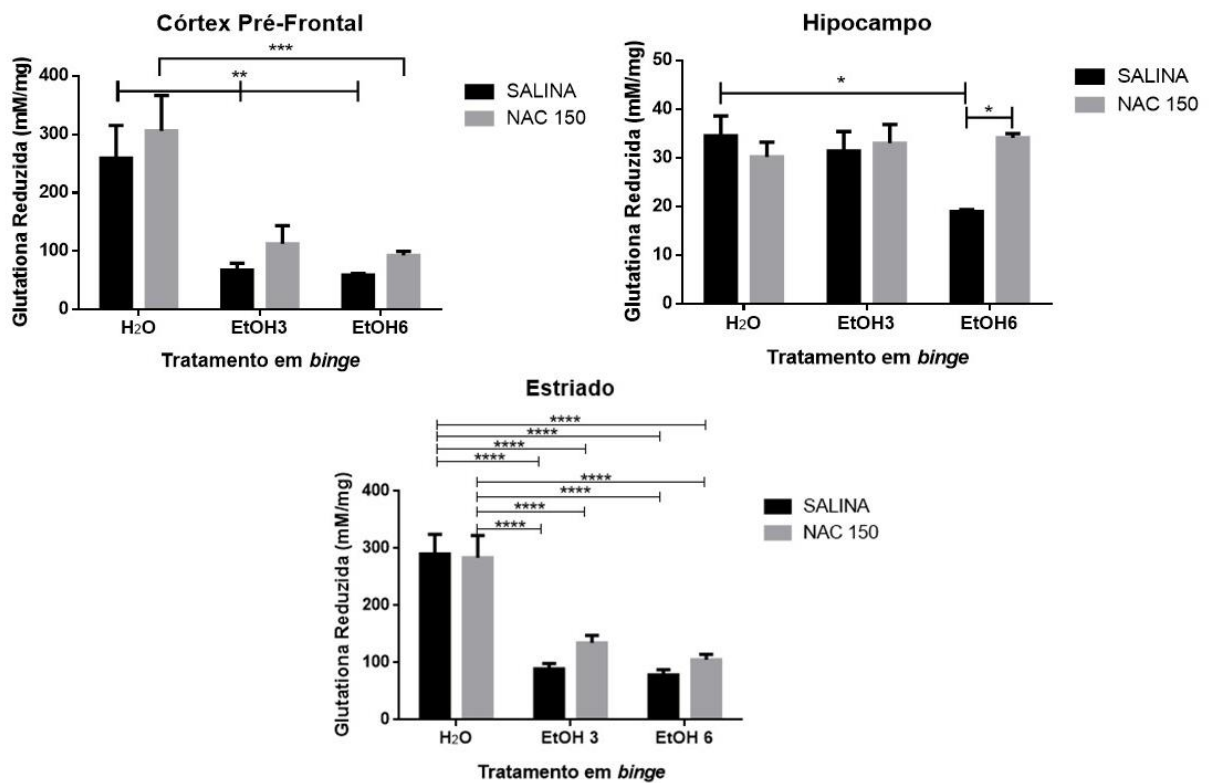 Córtex Pré-Frontal
***
**
400
300
200
100
0
Glutationa Reduzida (mM/mg)
SALINA
NAC 150
H2O EtOH3 EtOH6
Tratamento em binge
Hipocampo
*
*
50
40
30
20
10
0
Glutationa Reduzida (mM/mg)
SALINA
NAC 150
H2O EtOH3 EtOH6
Tratamento em binge
Estriado
****
****
****
****
****
****
****
****
400
300
200
100
0
Glutationa Reduzida (mM/mg)
SALINA
NAC 150
H2O EtOH 3 EtOH 6
Tratamento em binge